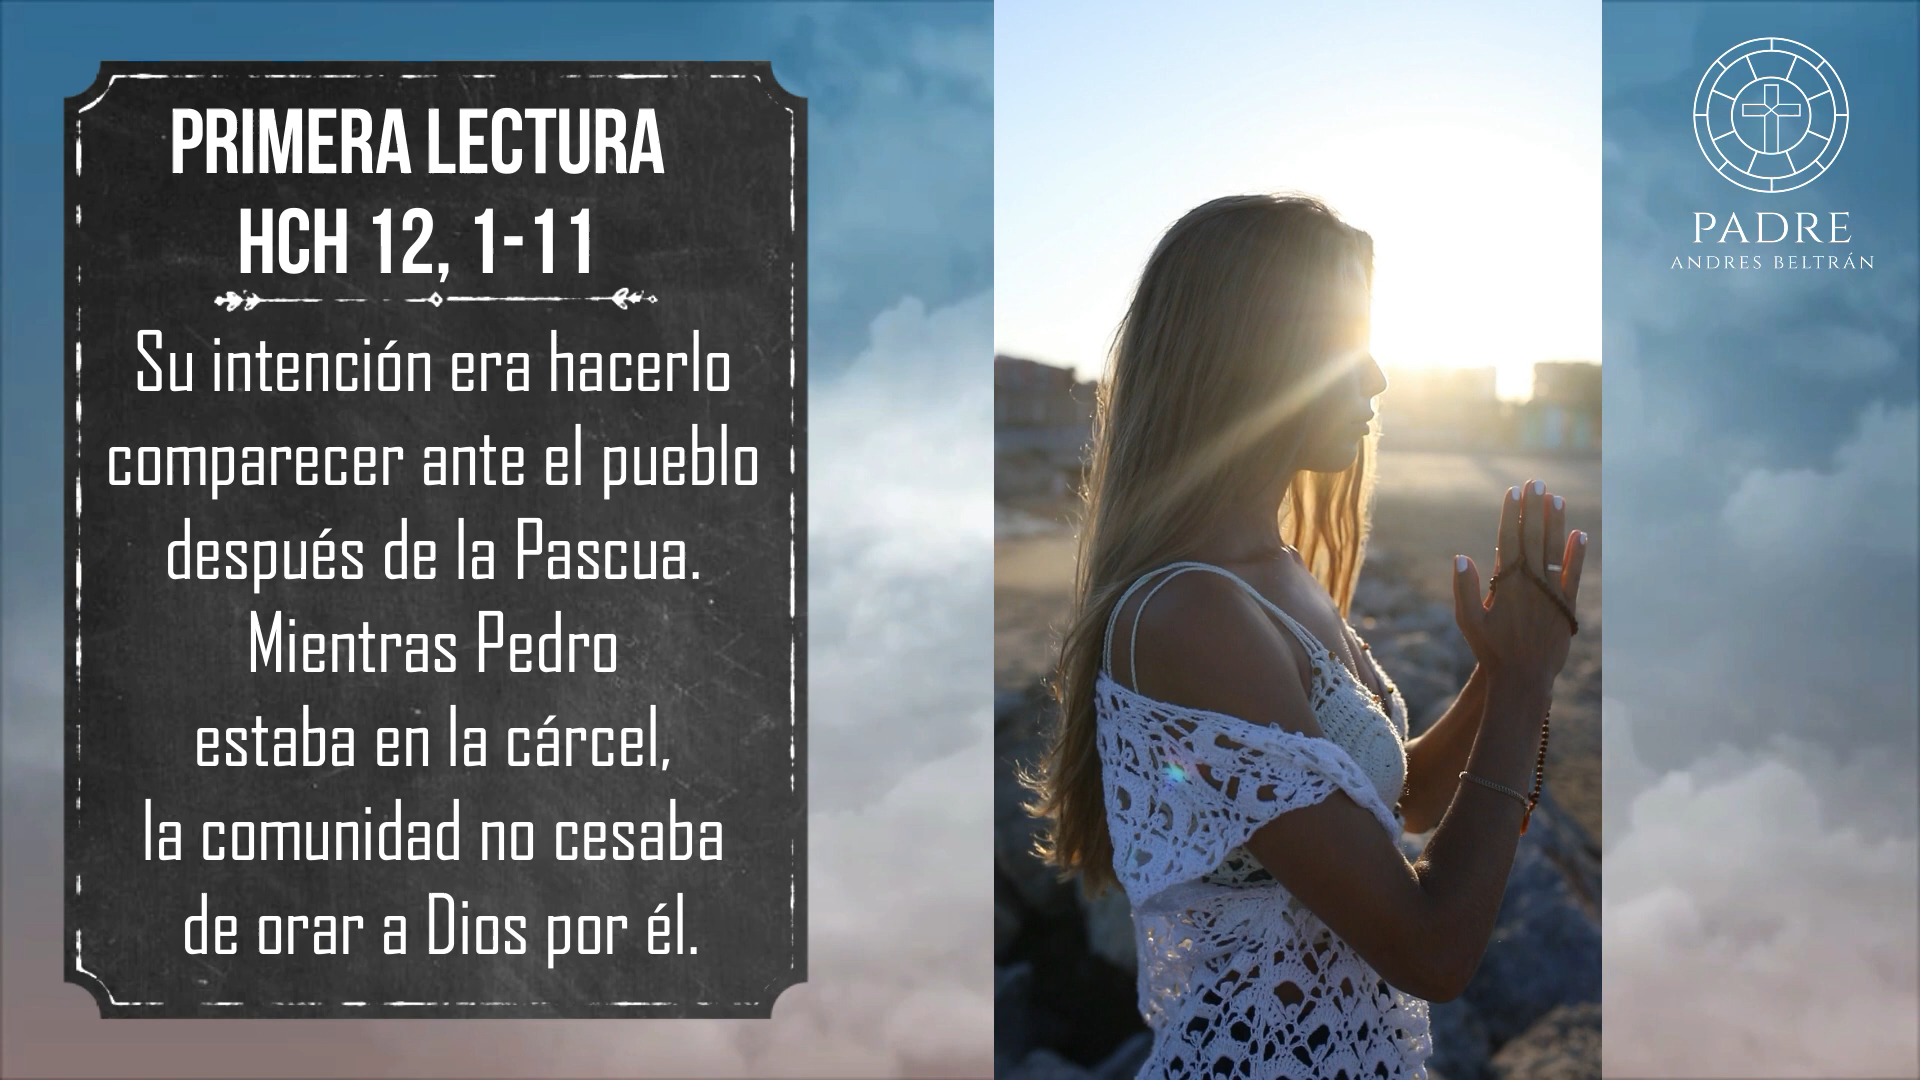 PRIMERA LECTURA
HCH 12, 1-11
Su intención era hacerlo
comparecer ante el pueblo
después de la Pascua.
Mientras Pedro
estaba en la cárcel,
la comunidad no cesaba
de orar a Dios por él.
PADRE
ANDRES BELTRÁN